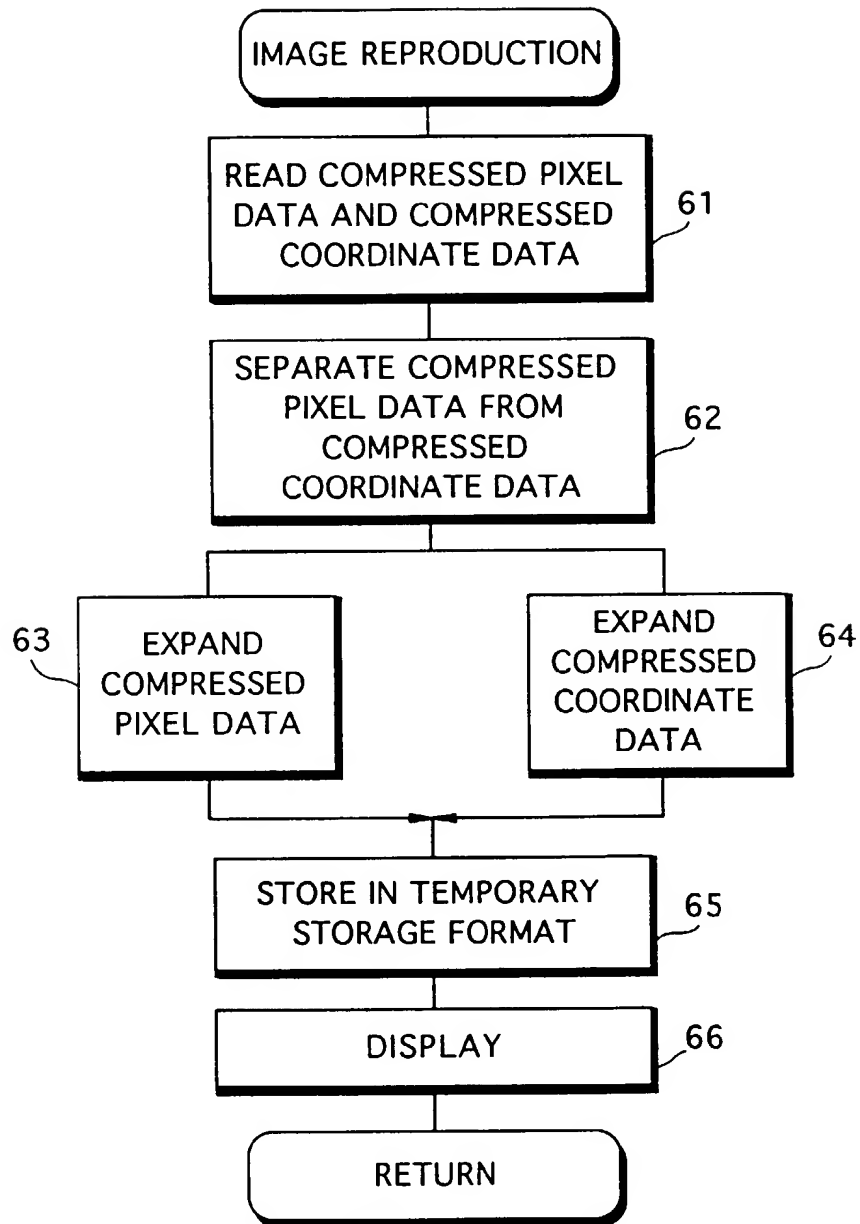 IMAGE REPRODUCTION
READ COMPRESSED PIXEL
DATA AND COMPRESSED
COORDINATE DATA
61
SEPARATE COMPRESSED
PIXEL DATA FROM
COMPRESSED
COORDINATE DATA
62
63
EXPAND
COMPRESSED
PIXEL DATA
EXPAND
COMPRESSED
COORDINATE
DATA
64
STORE IN TEMPORARY
STORAGE FORMAT
65
DISPLAY
66
RETURN